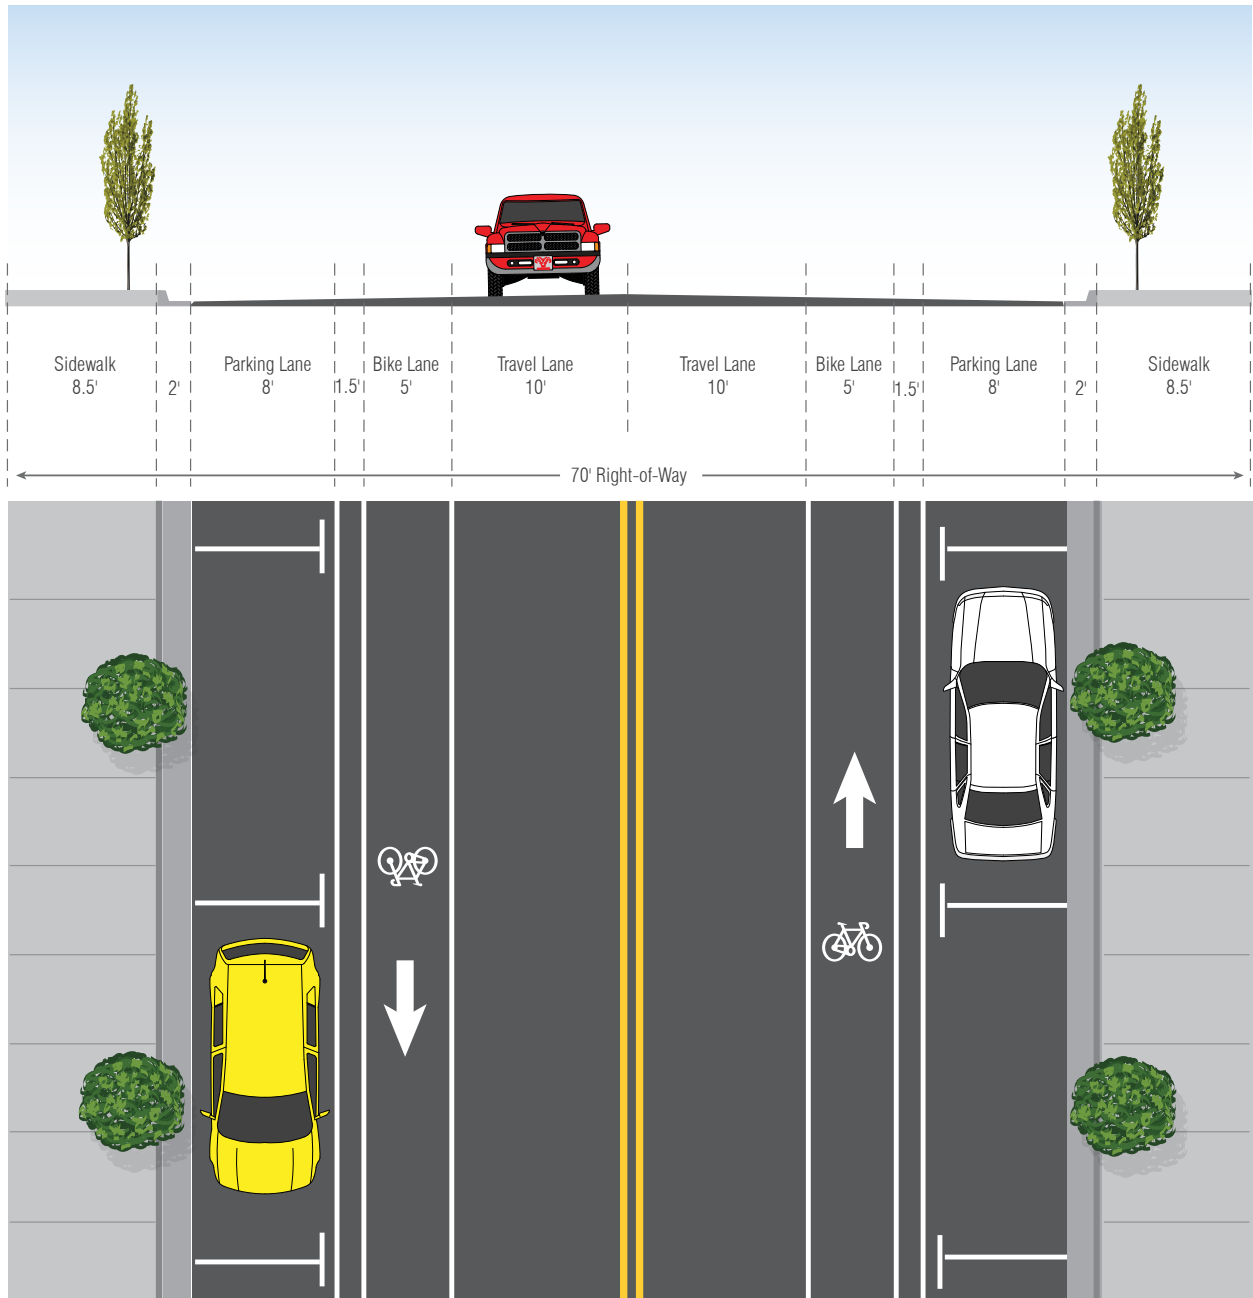 Sidewalk
8.5'
2'
Parking Lane
8'
1.5'
Bike Lane
5'
Travel Lane
10'
Travel Lane
10'
Bike Lane
5'
1.5'
Parking Lane
8'
2'
Sidewalk
8.5'
70' Right-of-Way